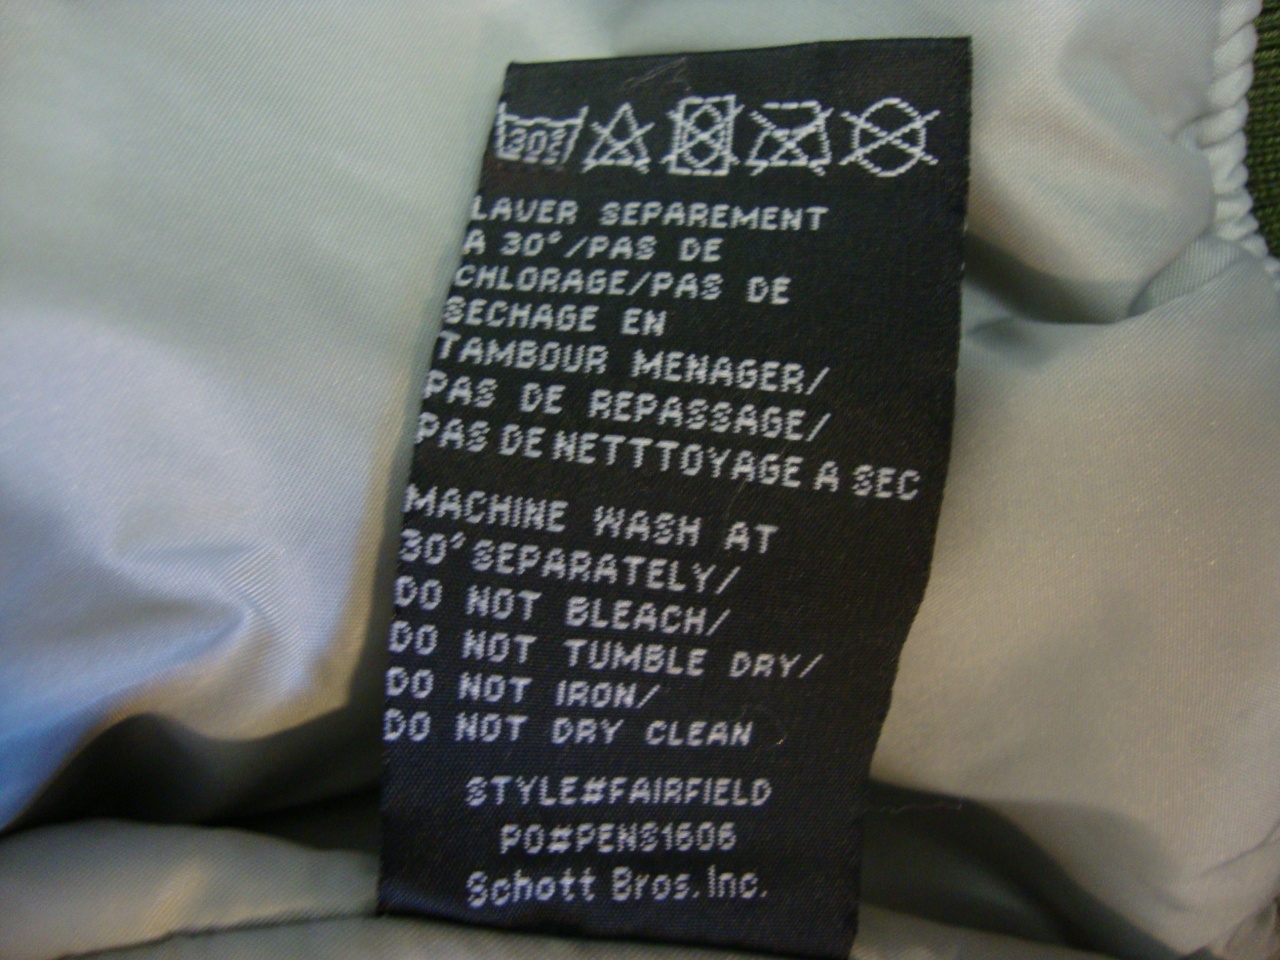 30°C
LAVER SEPAREMENT
A 30°/PAS DE
CHLORAGE/PAS DE
SECHAGE EN
TAMBOUR MENAGER/
PAS DE REPASSAGE/
PAS DE NETTTOYAGE A SEC
MACHINE WASH AT
30° SEPARATELY/
DO NOT BLEACH/
DO NOT TUMBLE DRY/
DO NOT IRON/
DO NOT DRY CLEAN
STYLE#FAIRFIELD
PO#PENS1606
Schott Bros. Inc.